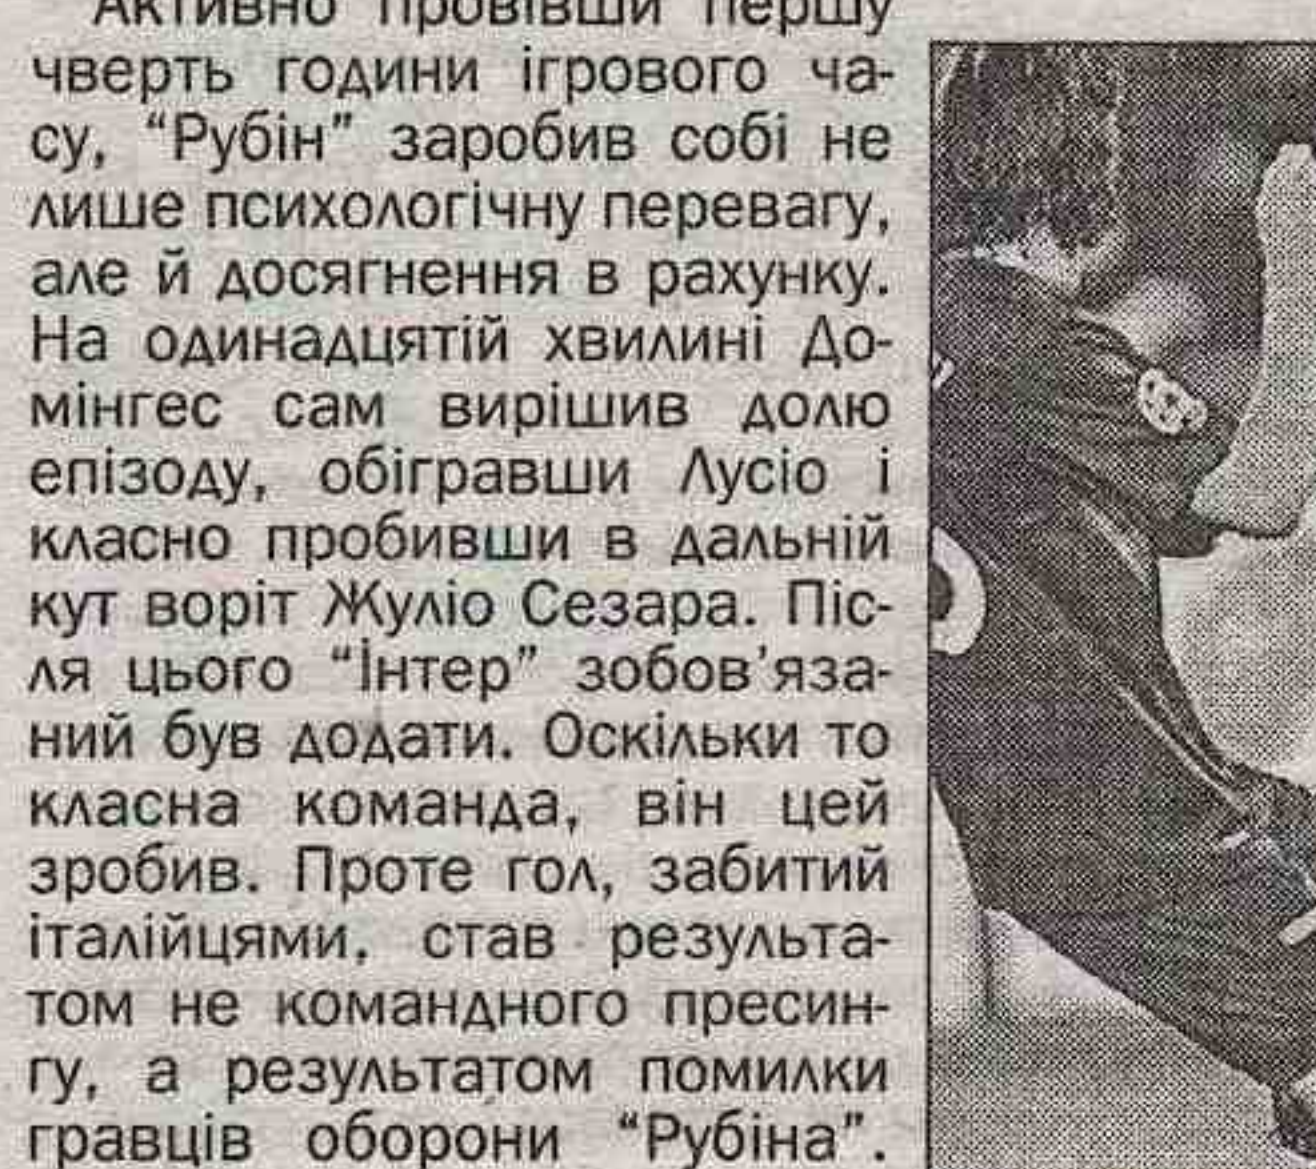 Активно провівши першу
чверть години ігрового ча-
су, “Рубін” заробив собі не
лише психологічну перевагу,
але й досягнення в рахунку.
На одинадцятій хвилині До-
мінгес сам вирішив долю
епізоду, обігравши Лусіо і
класно пробивши в дальній
кут воріт Жуліо Сезара. Піс-
ля цього “Інтер” зобов’яза-
ний був додати. Оскільки то
класна команда, він цей
зробив. Проте гол, забитий
італійцями, став результа-
том не командного пресин-
гу, а результатом помилки
гравців оборони “Рубіна”.